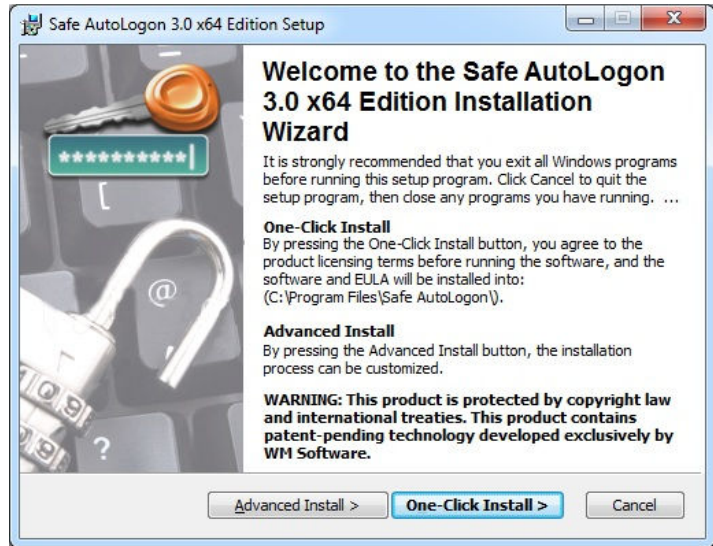 Safe AutoLogon 3.0 x64 Edition Setup
Welcome to the Safe AutoLogon
3.0 x64 Edition Installation
Wizard
It is strongly recommended that you exit all Windows programs
before running this setup program. Click Cancel to quit the
setup program, then close any programs you have running. ...
One-Click Install
By pressing the One-Click Install button, you agree to the
product licensing terms before running the software, and the
software and EULA will be installed into:
(C:\Program Files\Safe AutoLogon\).
Advanced Install
By pressing the Advanced Install button, the installation
process can be customized.
WARNING: This product is protected by copyright law
and international treaties. This product contains
patent-pending technology developed exclusively by
WM Software.
**********|
[
@
109
?
Advanced Install >
One-Click Install >
Cancel